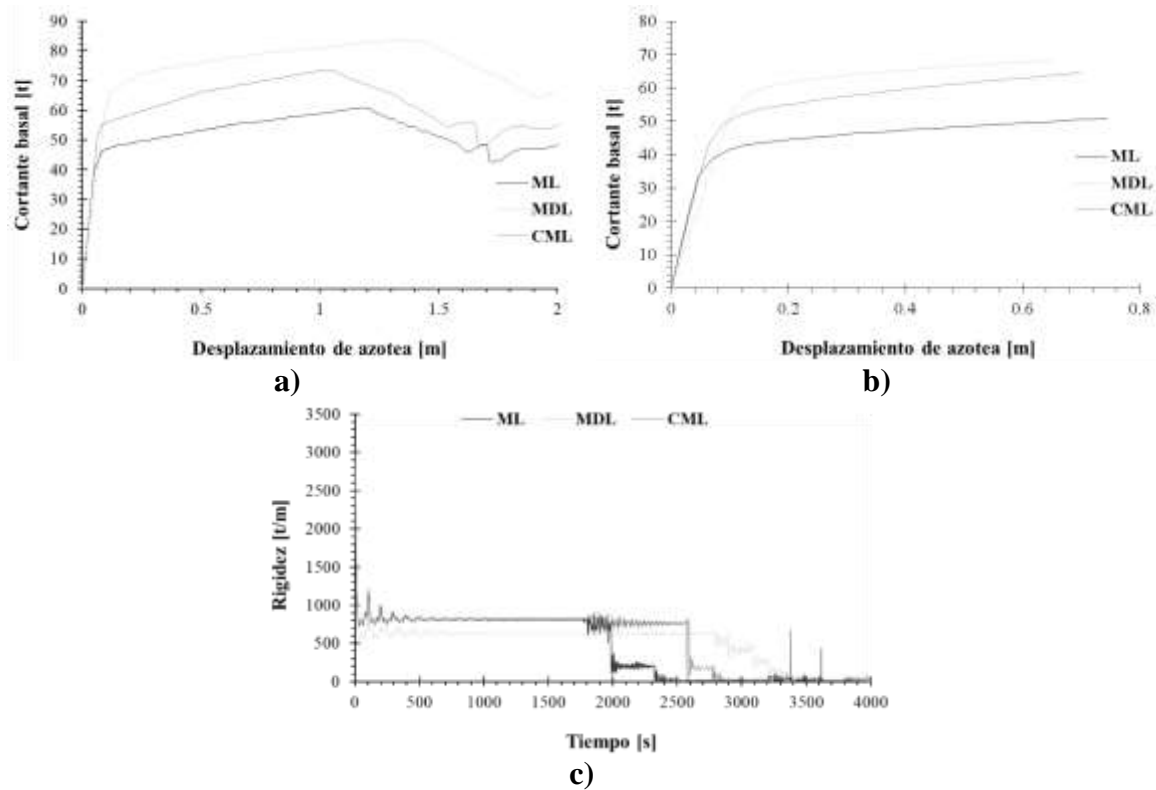 90
80
70
60
50
40
30
20
10
0
Cortante basal [t]
0
0.5
1
1.5
2
Desplazamiento de azotea [m]
ML
MDL
CML
a)
80
70
60
50
40
30
20
10
0
Cortante basal [t]
0
0.2
0.4
0.6
0.8
Desplazamiento de azotea [m]
ML
MDL
CML
b)
ML MDL CML
3500
3000
2500
2000
1500
1000
500
0
Rigidez [t/m]
0 500 1000 1500 2000 2500 3000 3500 4000
Tiempo [s]
c)